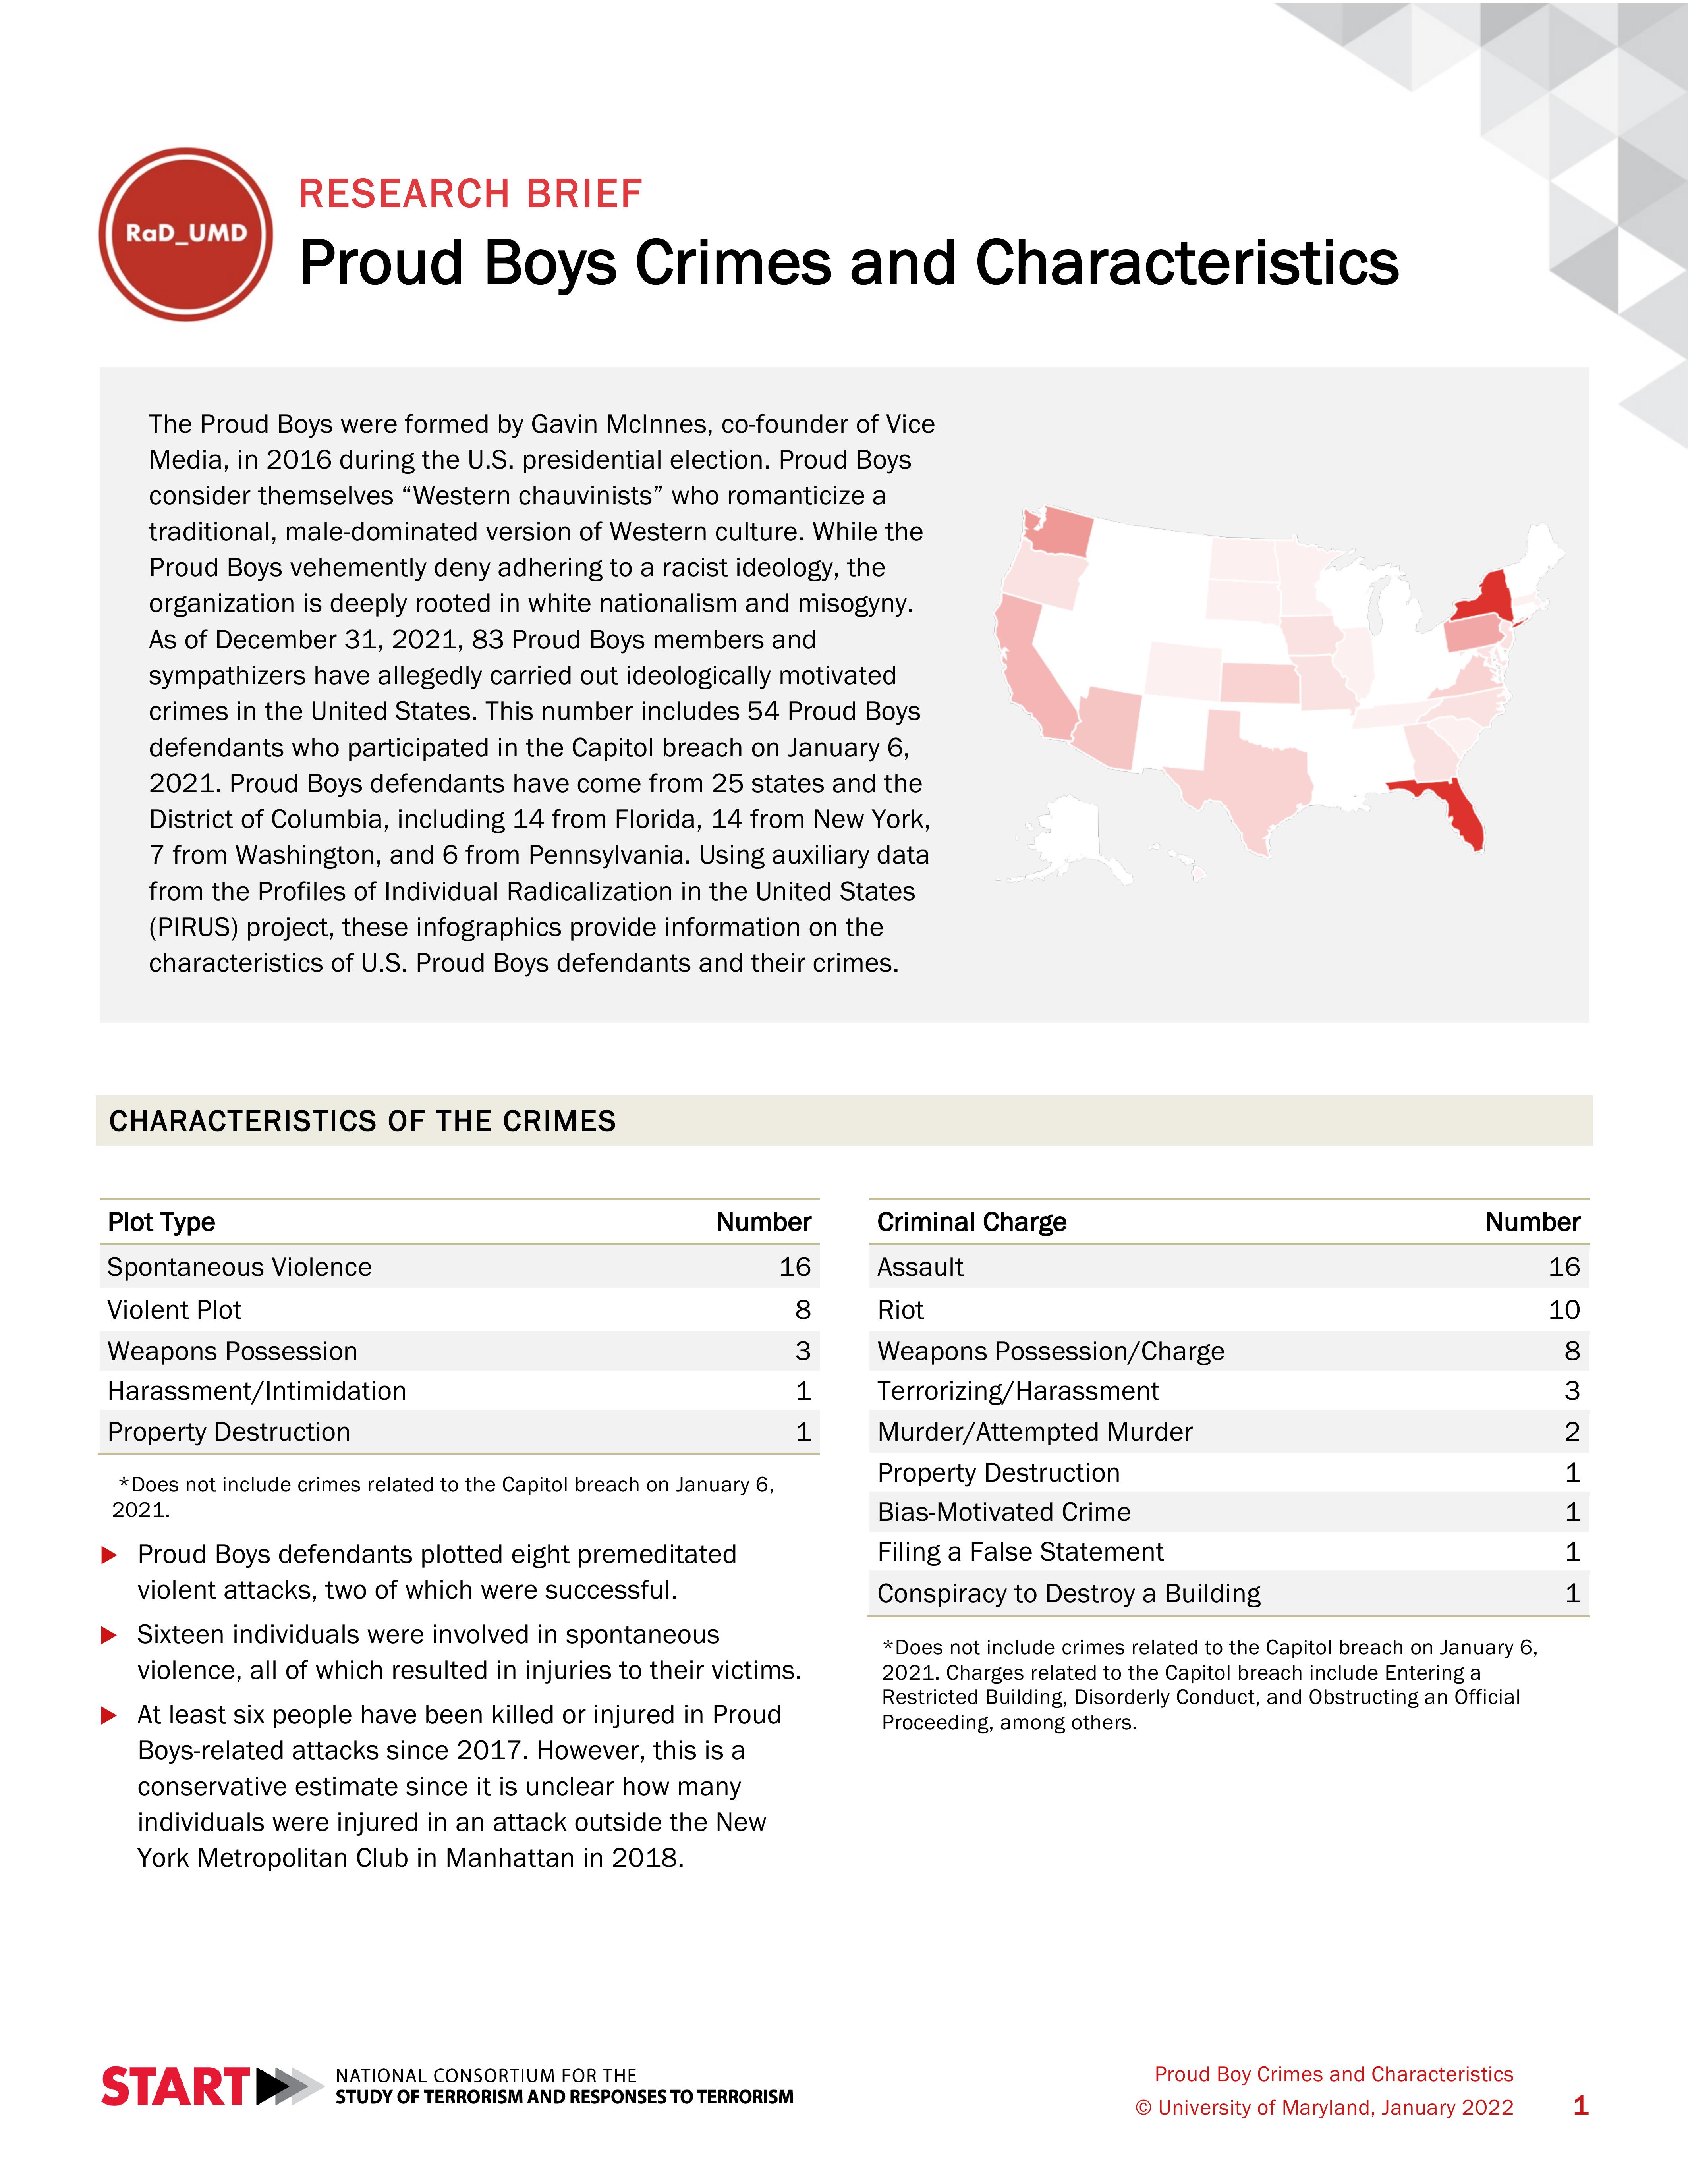 RaD_UMD
RESEARCH BRIEF
Proud Boys Crimes and Characteristics
The Proud Boys were formed by Gavin McInnes, co-founder of Vice
Media, in 2016 during the U.S. presidential election. Proud Boys
consider themselves “Western chauvinists” who romanticize a
traditional, male-dominated version of Western culture. While the
Proud Boys vehemently deny adhering to a racist ideology, the
organization is deeply rooted in white nationalism and misogyny.
As of December 31, 2021, 83 Proud Boys members and
sympathizers have allegedly carried out ideologically motivated
crimes in the United States. This number includes 54 Proud Boys
defendants who participated in the Capitol breach on January 6,
2021. Proud Boys defendants have come from 25 states and the
District of Columbia, including 14 from Florida, 14 from New York,
7 from Washington, and 6 from Pennsylvania. Using auxiliary data
from the Profiles of Individual Radicalization in the United States
(PIRUS) project, these infographics provide information on the
characteristics of U.S. Proud Boys defendants and their crimes.
CHARACTERISTICS OF THE CRIMES
Plot Type Number
Spontaneous Violence 16
Violent Plot 8
Weapons Possession 3
Harassment/Intimidation 1
Property Destruction 1
*Does not include crimes related to the Capitol breach on January 6,
2021.
Proud Boys defendants plotted eight premeditated
violent attacks, two of which were successful.
Sixteen individuals were involved in spontaneous
violence, all of which resulted in injuries to their victims.
At least six people have been killed or injured in Proud
Boys-related attacks since 2017. However, this is a
conservative estimate since it is unclear how many
individuals were injured in an attack outside the New
York Metropolitan Club in Manhattan in 2018.
Criminal Charge Number
Assault 16
Riot 10
Weapons Possession/Charge 8
Terrorizing/Harassment 3
Murder/Attempted Murder 2
Property Destruction 1
Bias-Motivated Crime 1
Filing a False Statement 1
Conspiracy to Destroy a Building 1
*Does not include crimes related to the Capitol breach on January 6,
2021. Charges related to the Capitol breach include Entering a
Restricted Building, Disorderly Conduct, and Obstructing an Official
Proceeding, among others.
START NATIONAL CONSORTIUM FOR THE
STUDY OF TERRORISM AND RESPONSES TO TERRORISM
Proud Boy Crimes and Characteristics
© University of Maryland, January 2022 1